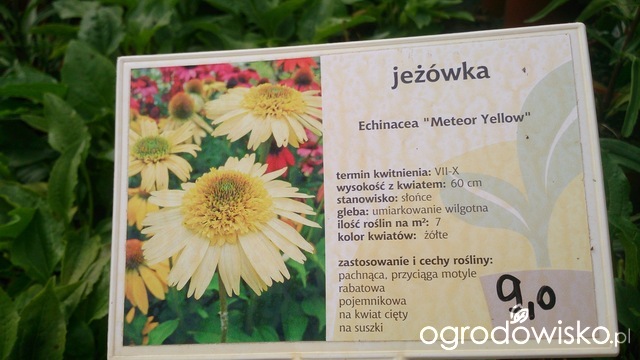 jeżówka
Echinacea "Meteor Yellow"
termin kwitnienia: VII-X
wysokość z kwiatem: 60 cm
stanowisko: słońce
gleba: umiarkowanie wilgotna
ilość roślin na m²: 7
kolor kwiatów: żółte
zastosowanie i cechy rośliny:
pachnąca, przyciąga motyle
rabatowa
pojemnikowa
na kwiat cięty
na suszki
9,0
ogrodowisko.pl